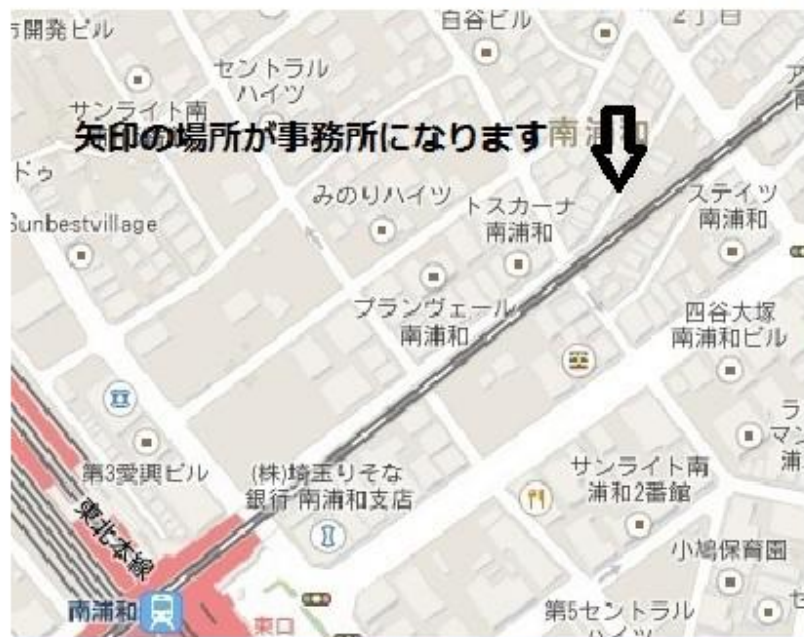 市開発ビル
白谷ビル
2丁目
セントラル
ハイツ
サンライト南
矢印の場所が事務所になります
南浦和
ドゥ
みのりハイツ
トスカーナ
南浦和
ステイツ
南浦和
Sunbestvillage
プランヴェール
南浦和
四谷大塚
南浦和ビル
第3愛興ビル
(株)埼玉りそな
銀行 南浦和支店
サンライト南
浦和2番館
東北本線
小鳩保育園
南浦和
東口
第5セントラル
ハイツ